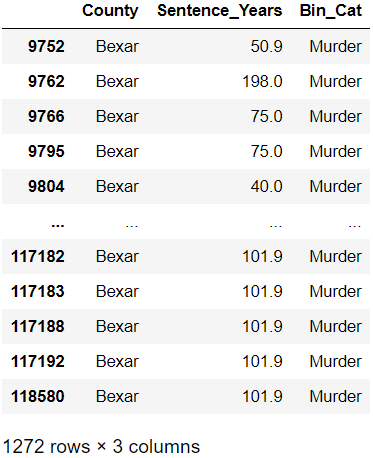 County Sentence_Years Bin_Cat
9752 Bexar 50.9 Murder
9762 Bexar 198.0 Murder
9766 Bexar 75.0 Murder
9795 Bexar 75.0 Murder
9804 Bexar 40.0 Murder
... ... ... ...
117182 Bexar 101.9 Murder
117183 Bexar 101.9 Murder
117188 Bexar 101.9 Murder
117192 Bexar 101.9 Murder
118580 Bexar 101.9 Murder
1272 rows × 3 columns